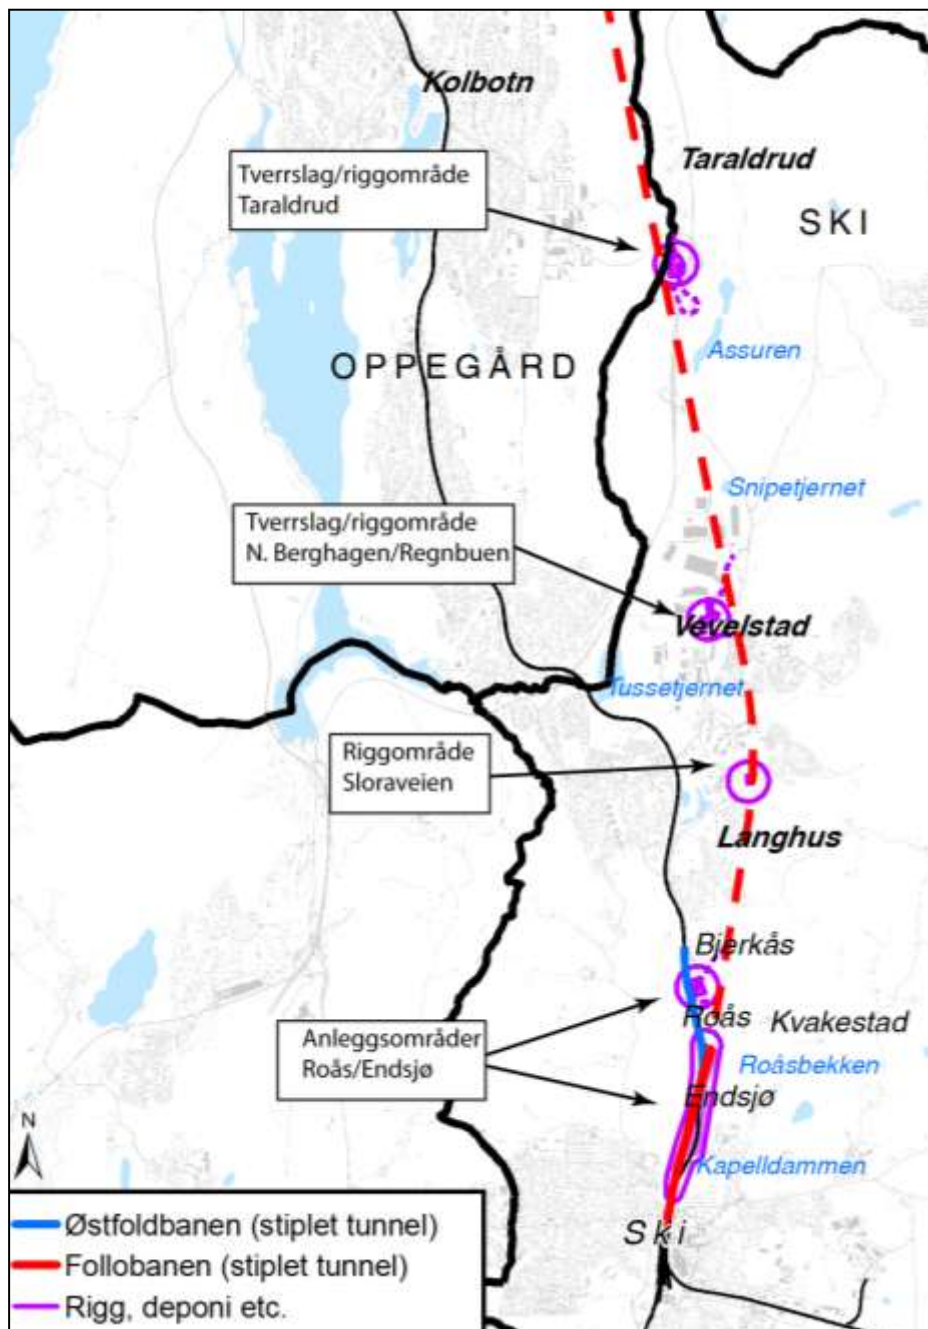 Kolbotn
Taraldrud
Tverrslag/riggområde
Taraldrud
SKI
Assuren
OPPEGÅRD
Snipetjernet
Tverrslag/riggområde
N. Berghagen/Regnbuen
Vevelstad
Tussetjernet
Riggområde
Sloraveien
Langhus
Bjerkås
Roås
Kvakestad
Anleggsområder
Roås/Endsjø
Roåsbekken
Endsjø
N
Kapelldammen
Østfoldbanen (stiplet tunnel)
Ski
Follobanen (stiplet tunnel)
Rigg, deponi etc.